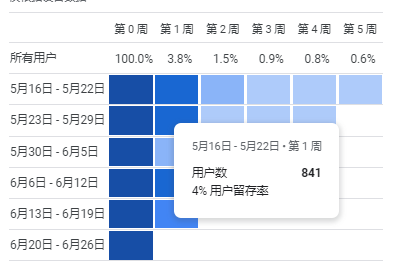 第 0 周 第 1 周 第 2 周 第 3 周 第 4 周 第 5 周
所有用户 100.0% 3.8% 1.5% 0.9% 0.8% 0.6%
5月16日 - 5月22日
5月23日 - 5月29日
5月16日 - 5月22日 • 第 1 周
5月30日 - 6月5日
用户数 841
6月6日 - 6月12日
4% 用户留存率
6月13日 - 6月19日
6月20日 - 6月26日